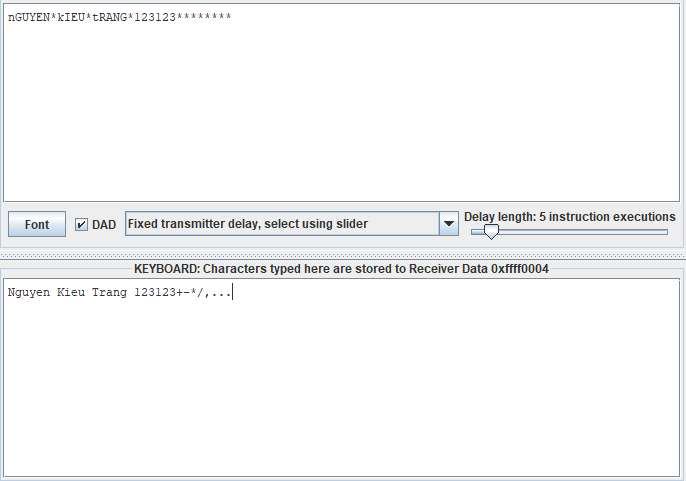 nGUYEN*kIEU*tRANG*123123********
Font
DAD
Fixed transmitter delay, select using slider
Delay length: 5 instruction executions
KEYBOARD: Characters typed here are stored to Receiver Data 0xffff0004
Nguyen Kieu Trang 123123+-*/,...